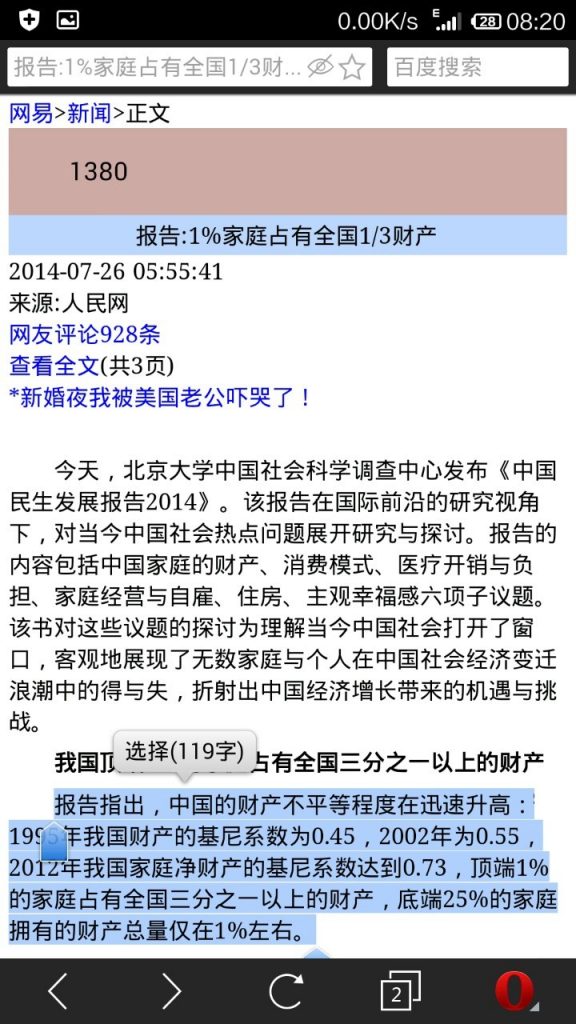 0.00K/s E 28 08:20
报告:1%家庭占有全国1/3财... 百度搜索
网易>新闻>正文
1380
报告:1%家庭占有全国1/3财产
2014-07-26 05:55:41
来源:人民网
网友评论928条
查看全文(共3页)
*新婚夜我被美国老公吓哭了！
今天，北京大学中国社会科学调查中心发布《中国
民生发展报告2014》。该报告在国际前沿的研究视角
下，对当今中国社会热点问题展开研究与探讨。报告的
内容包括中国家庭的财产、消费模式、医疗开销与负
担、家庭经营与自雇、住房、主观幸福感六项子议题。
该书对这些议题的探讨为理解当今中国社会打开了窗
口，客观地展现了无数家庭与个人在中国社会经济变迁
浪潮中的得与失，折射出中国经济增长带来的机遇与挑
战。
选择(119字)
我国顶 占有全国三分之一以上的财产
报告指出，中国的财产不平等程度在迅速升高：
1995年我国财产的基尼系数为0.45，2002年为0.55，
2012年我国家庭净财产的基尼系数达到0.73，顶端1%
的家庭占有全国三分之一以上的财产，底端25%的家庭
拥有的财产总量仅在1%左右。
2